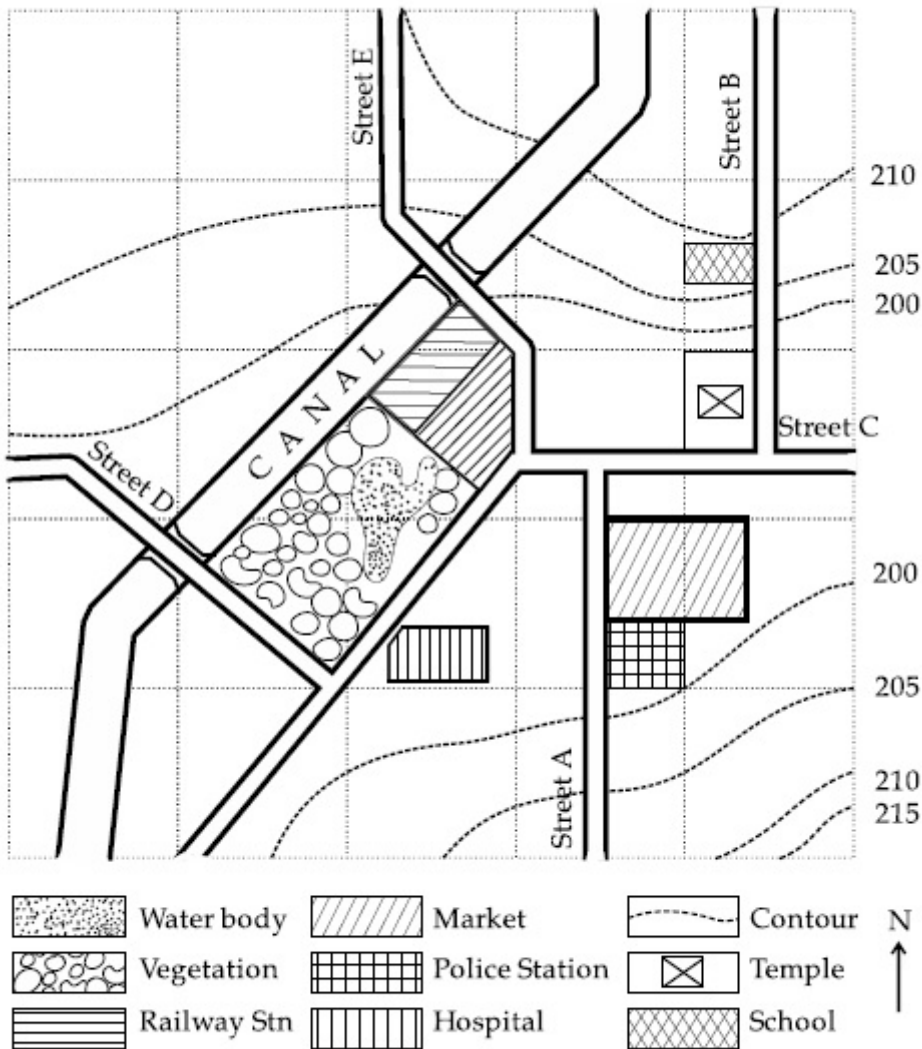 Street E
Street B
210
205
200
CANAL
Street C
Street D
200
205
210
215
Street A
Water body
Market
Contour
N
Vegetation
Police Station
Temple
Railway Stn
Hospital
School